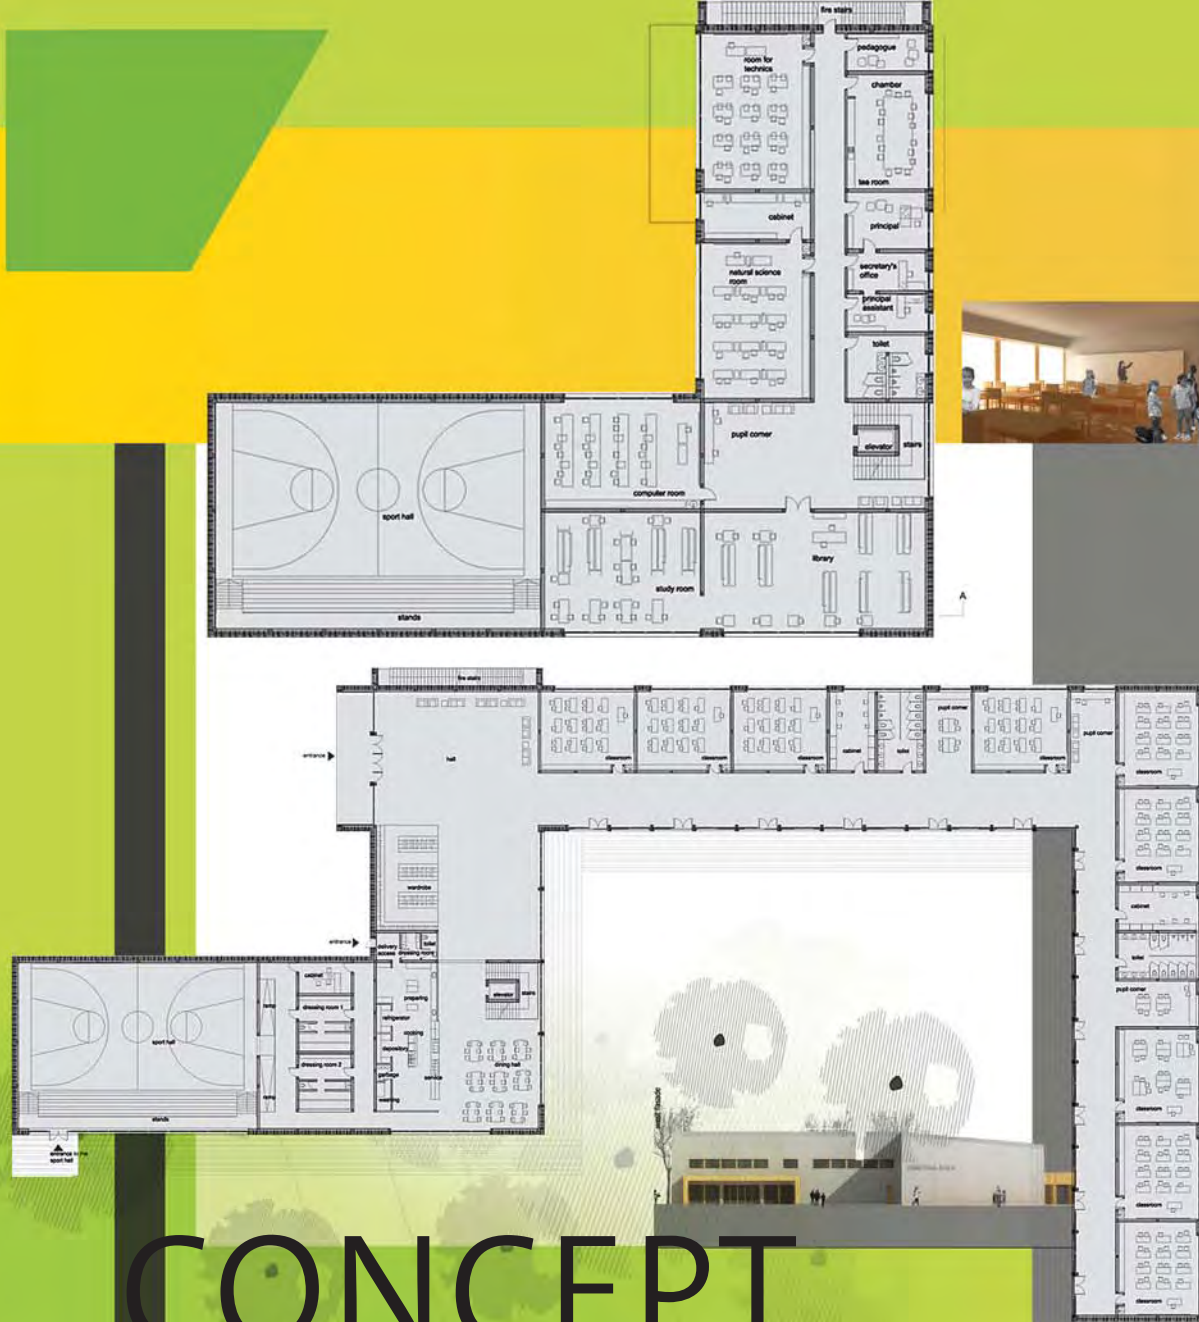 fire stairs
pedagogue
room for
technics
chamber
tea room
cabinet
principal
natural science
room
secretary's
office
principal
assistant
toilet
pupil corner
elevator
stairs
computer room
sport hall
study room
library
stands
A
fire stairs
entrance
hall
classroom
classroom
classroom
cabinet
toilet
pupil corner
classroom
pupil corner
classroom
classroom
wardrobe
cabinet
entrance
delivery
access
toilet
dressing room
toilet
cabinet
preparing
elevator
stairs
pupil corner
dressing room 1
refrigerator
cooking
sport hall
depository
dining hall
dressing room 2
garbage
service
classroom
washing
stands
entrance to the
sport hall
classroom
classroom
CONCEPT